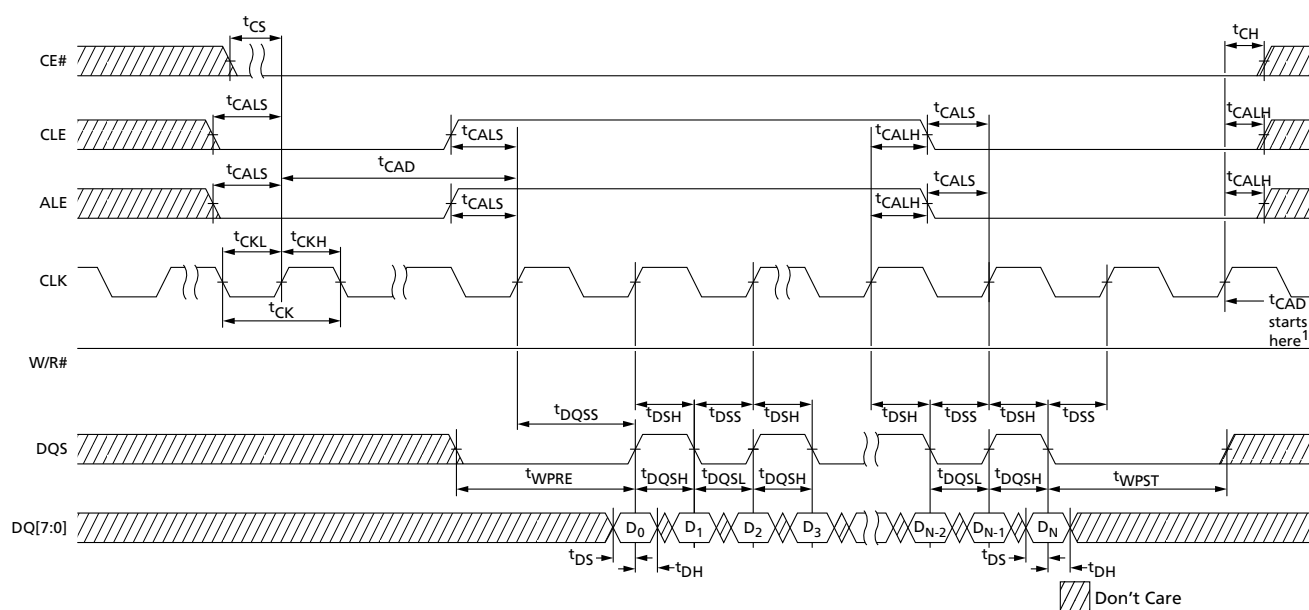 tCS
tCH
CE#
tCALS
tCALS
tCALS
tCALH
tCALH
CLE
tCAD
tCALS
tCALS
tCALS
tCALH
tCALH
ALE
tCKL
tCKH
CLK
tCK
tCAD
starts
here1
W/R#
tDQSS
tDSH
tDSS
tDSH
tDSH
tDSS
tDSH
tDSS
DQS
tWPRE
tDQSH
tDQSL
tDQSH
tDQSL
tDQSH
tWPST
DQ[7:0]
D0
D1
D2
D3
DN-2
DN-1
DN
tDS
tDH
tDS
tDH
Don't Care